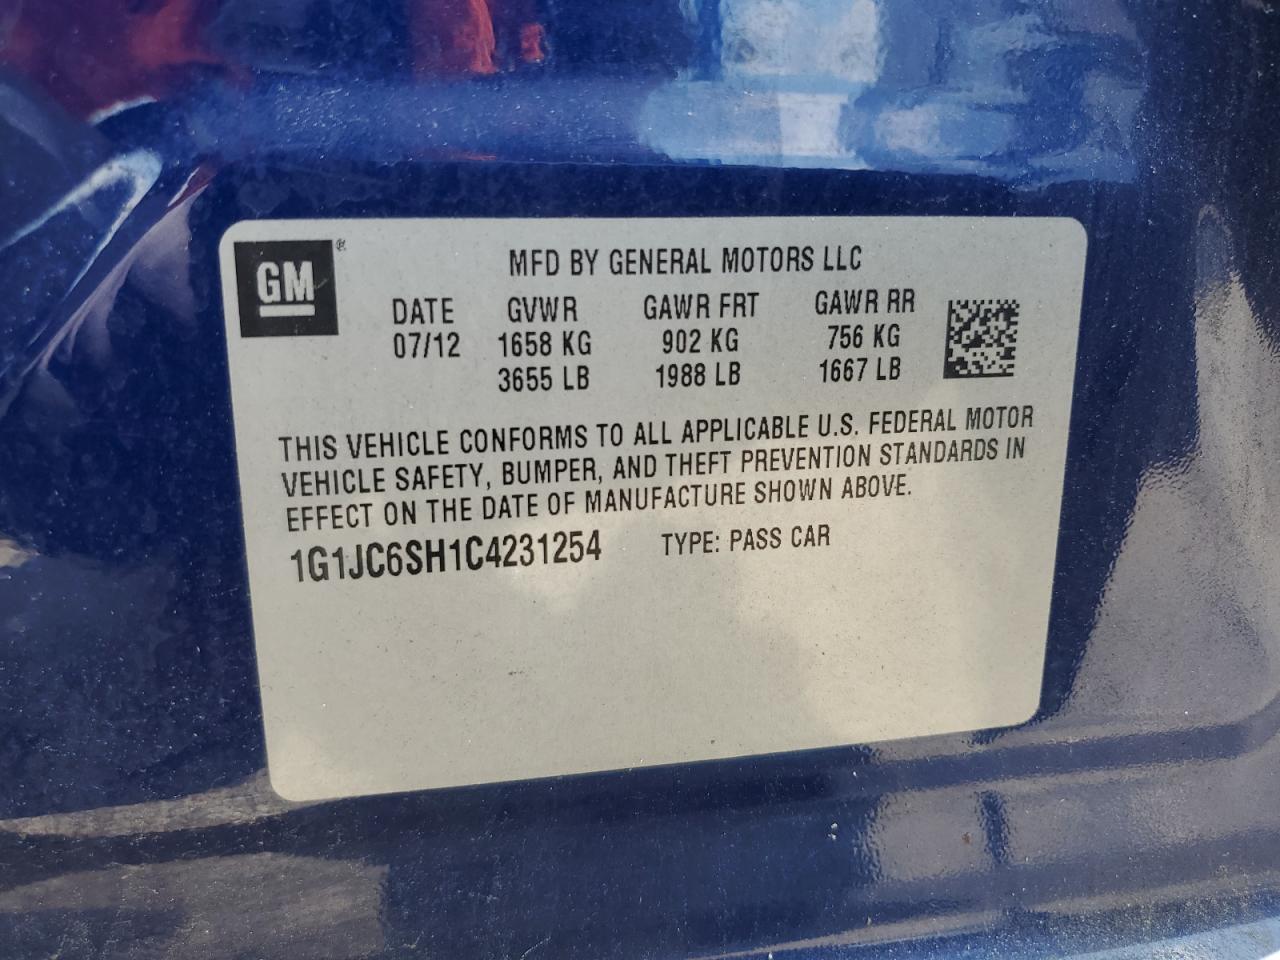 GM ®
MFD BY GENERAL MOTORS LLC
DATE GVWR GAWR FRT GAWR RR
07/12 1658 KG 902 KG 756 KG
3655 LB 1988 LB 1667 LB
THIS VEHICLE CONFORMS TO ALL APPLICABLE U.S. FEDERAL MOTOR
VEHICLE SAFETY, BUMPER, AND THEFT PREVENTION STANDARDS IN
EFFECT ON THE DATE OF MANUFACTURE SHOWN ABOVE.
1G1JC6SH1C4231254 TYPE: PASS CAR